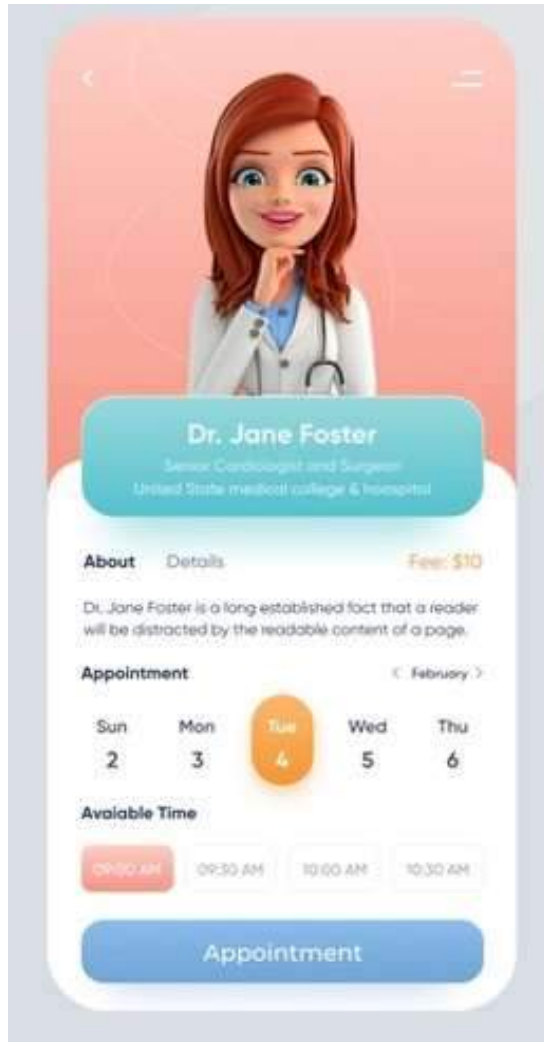 Dr. Jane Foster
Senior Cardiologist and Surgeon
United State medical college & hospital
About Details Fee: $10
Dr. Jane Foster is a long established fact that a reader
will be distracted by the readable content of a page.
Appointment < February >
Sun Mon Tue Wed Thu
2 3 4 5 6
Avaiable Time
09:00 AM 09:30 AM 10:00 AM 10:30 AM
Appointment